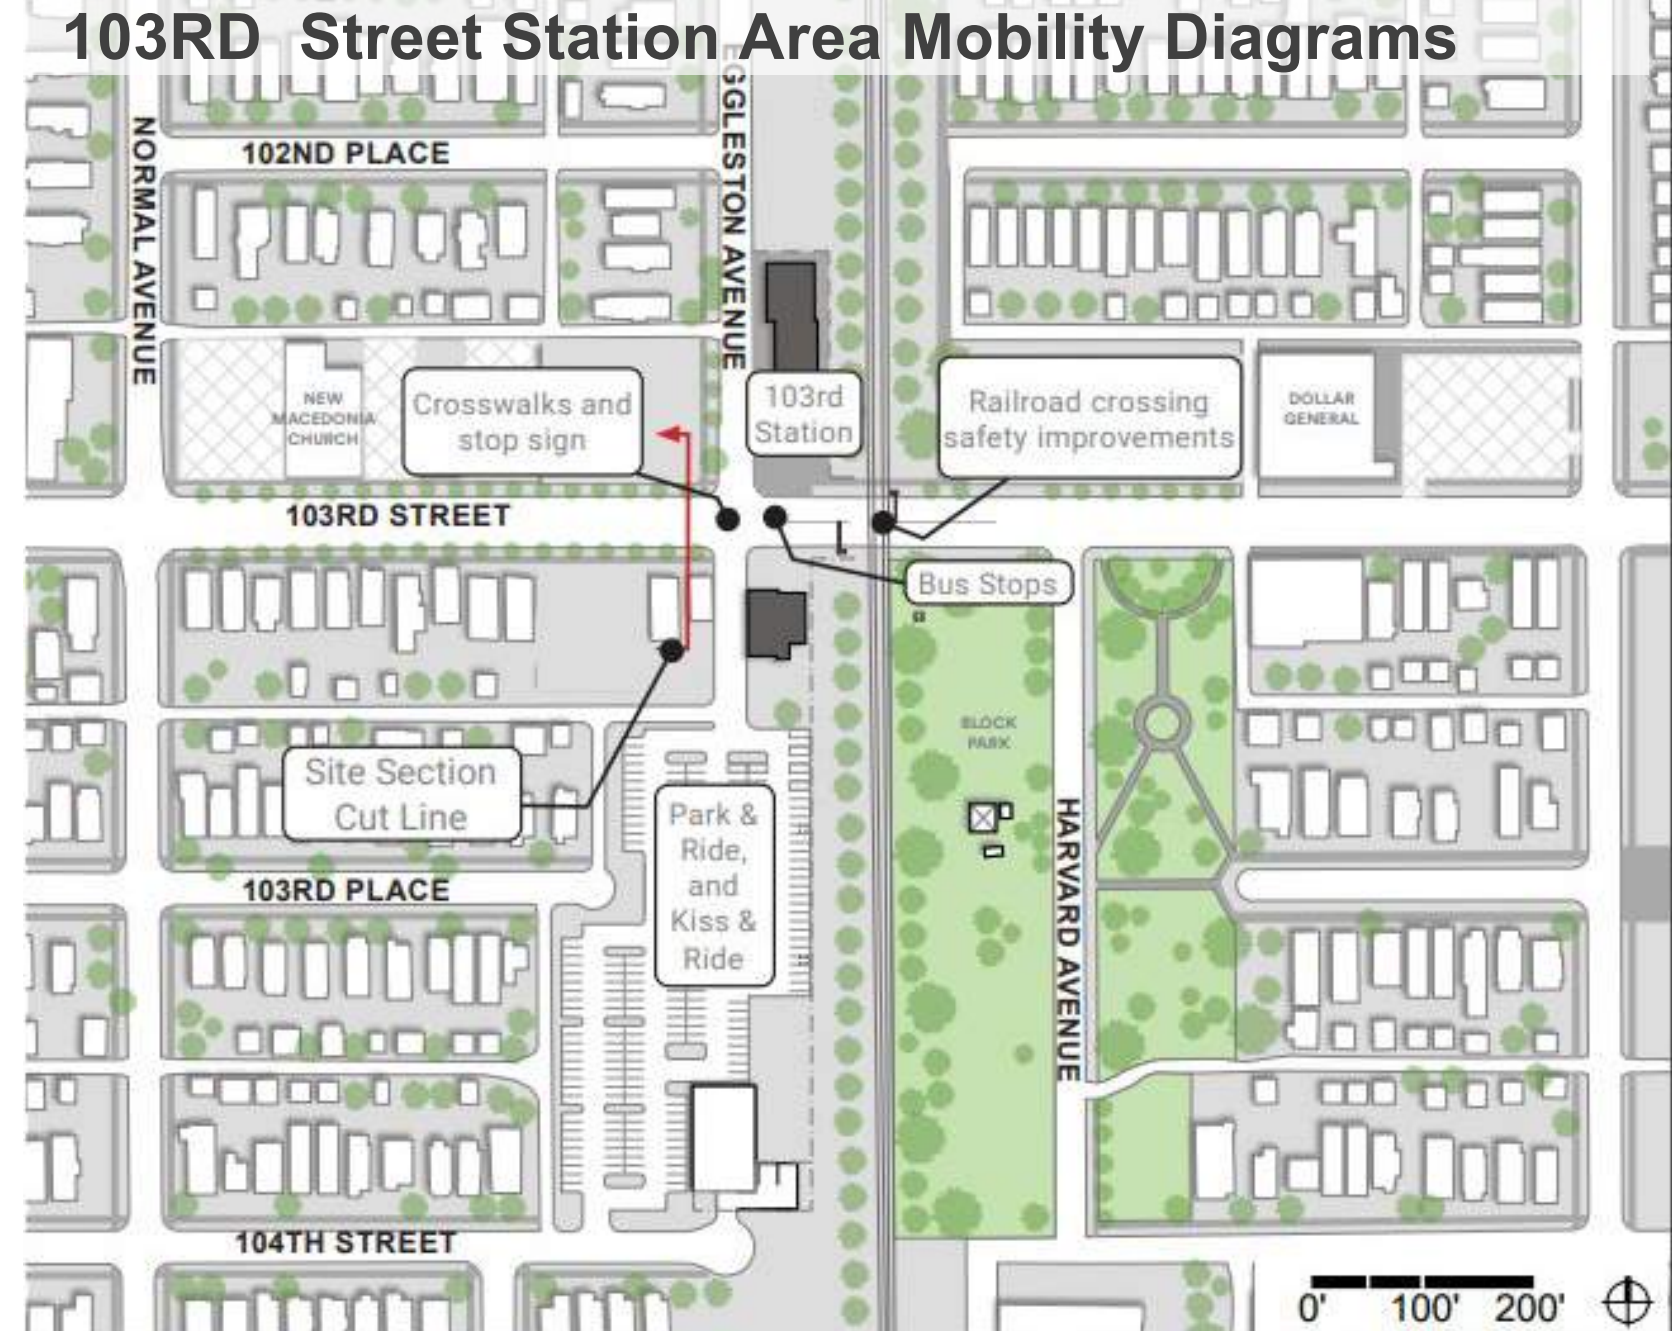 103RD Street Station Area Mobility Diagrams
EGGLESTON AVENUE
NORMAL AVENUE
102ND PLACE
NEW
MACEDONIA
CHURCH
Crosswalks and
stop sign
103rd
Station
Railroad crossing
safety improvements
DOLLAR
GENERAL
103RD STREET
Bus Stops
BLOCK
PARK
Site Section
Cut Line
Park &
Ride,
and
Kiss &
Ride
HARVARD AVENUE
103RD PLACE
104TH STREET
0' 100' 200'